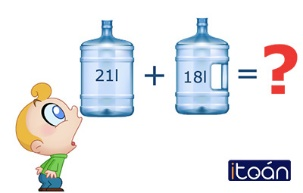 21l + 18l = ?
itoán